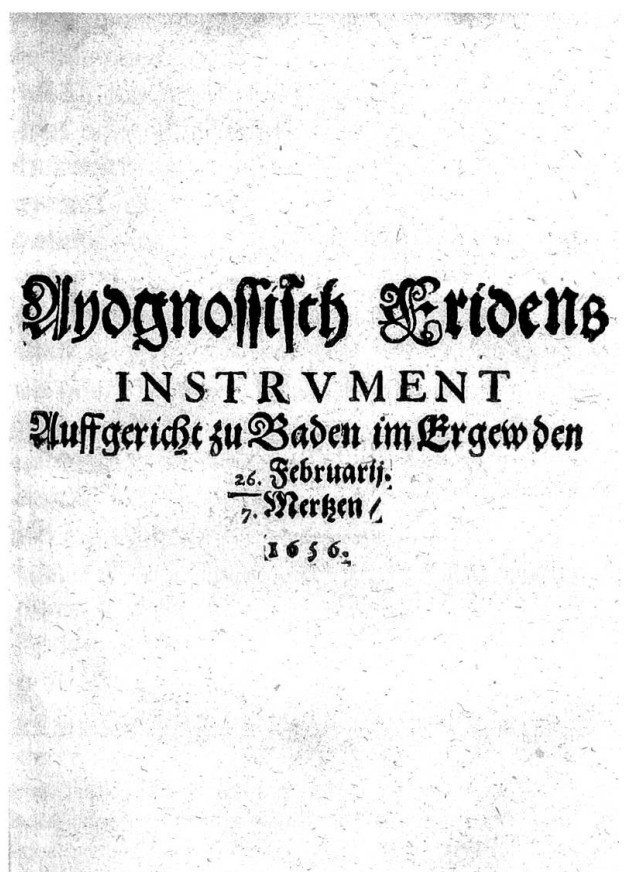 Aydgnossisch Fridens
INSTRVMENT
Auffgericht zu Baden im Ergew den
26. Februarij.
7. Mertzen /
1656.